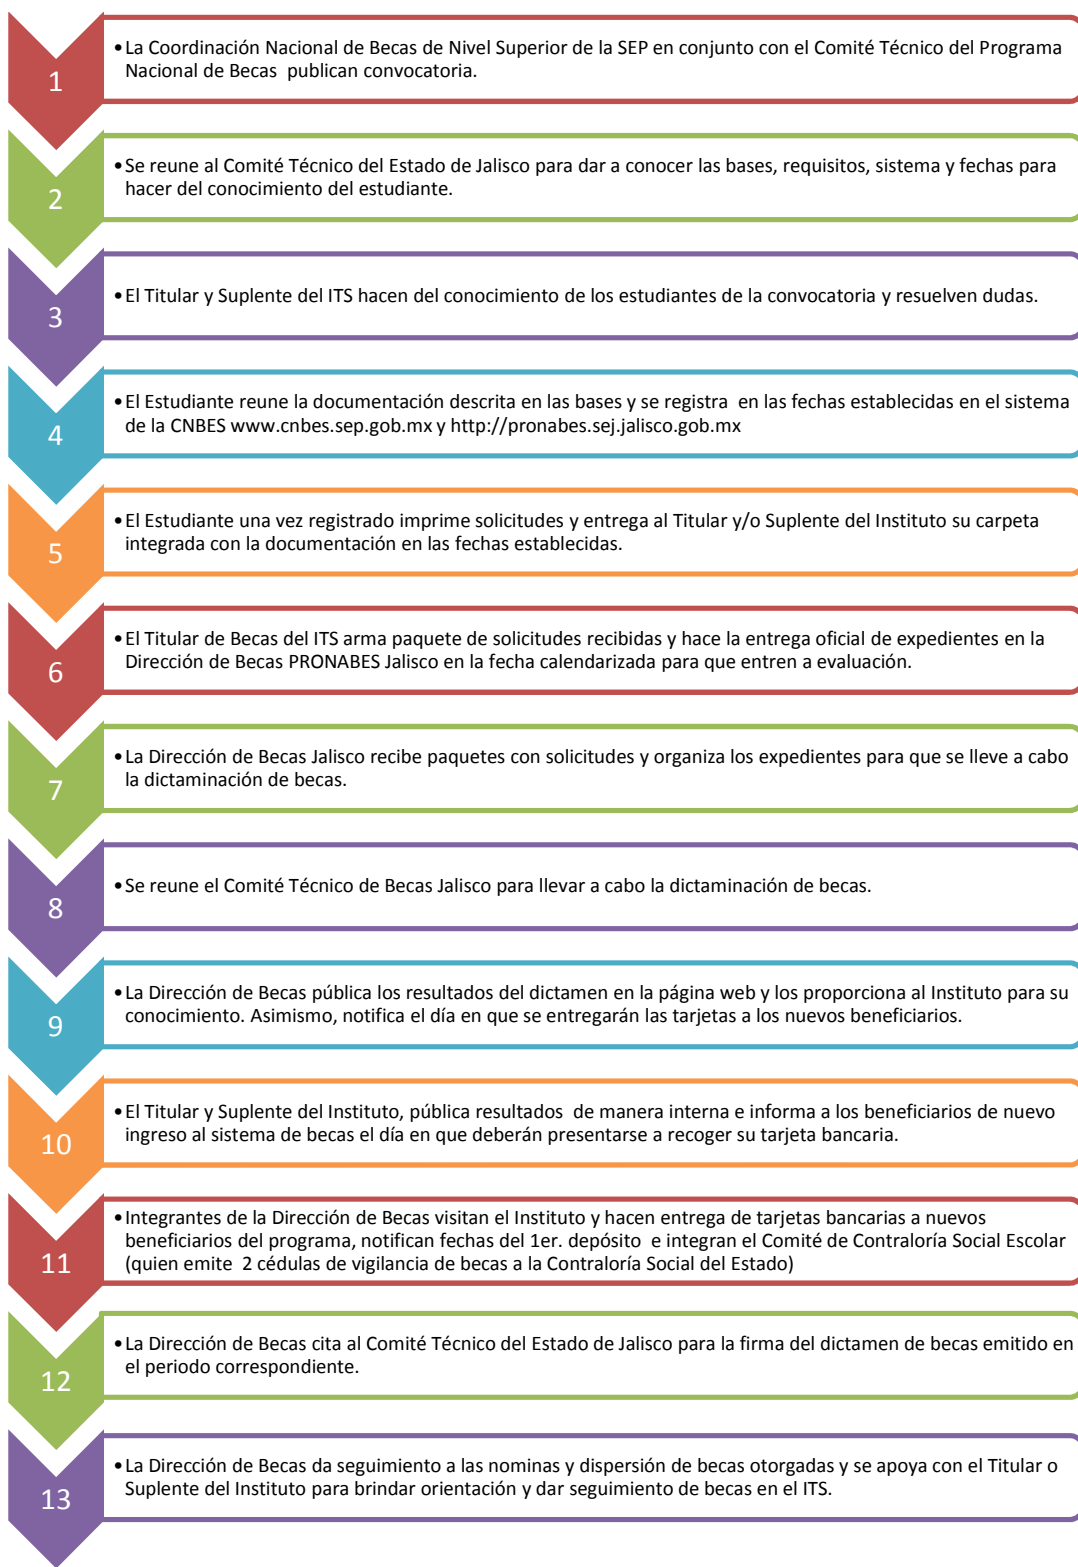 1
•La Coordinación Nacional de Becas de Nivel Superior de la SEP en conjunto con el Comité Técnico del Programa
Nacional de Becas  publican convocatoria.
2
•Se reune al Comité Técnico del Estado de Jalisco para dar a conocer las bases, requisitos, sistema y fechas para
hacer del conocimiento del estudiante.
3
•El Titular y Suplente del ITS hacen del conocimiento de los estudiantes de la convocatoria y resuelven dudas.
4
•El Estudiante reune la documentación descrita en las bases y se registra  en las fechas establecidas en el sistema
de la CNBES www.cnbes.sep.gob.mx y http://pronabes.sej.jalisco.gob.mx
5
•El Estudiante una vez registrado imprime solicitudes y entrega al Titular y/o Suplente del Instituto su carpeta
integrada con la documentación en las fechas establecidas.
6
•El Titular de Becas del ITS arma paquete de solicitudes recibidas y hace la entrega oficial de expedientes en la
Dirección de Becas PRONABES Jalisco en la fecha calendarizada para que entren a evaluación.
7
•La Dirección de Becas Jalisco recibe paquetes con solicitudes y organiza los expedientes para que se lleve a cabo
la dictaminación de becas.
8
•Se reune el Comité Técnico de Becas Jalisco para llevar a cabo la dictaminación de becas.
9
•La Dirección de Becas pública los resultados del dictamen en la página web y los proporciona al Instituto para su
conocimiento. Asimismo, notifica el día en que se entregarán las tarjetas a los nuevos beneficiarios.
10
•El Titular y Suplente del Instituto, pública resultados  de manera interna e informa a los beneficiarios de nuevo
ingreso al sistema de becas el día en que deberán presentarse a recoger su tarjeta bancaria.
11
•Integrantes de la Dirección de Becas visitan el Instituto y hacen entrega de tarjetas bancarias a nuevos
beneficiarios del programa, notifican fechas del 1er. depósito  e integran el Comité de Contraloría Social Escolar
(quien emite  2 cédulas de vigilancia de becas a la Contraloría Social del Estado)
12
•La Dirección de Becas cita al Comité Técnico del Estado de Jalisco para la firma del dictamen de becas emitido en
el periodo correspondiente.
13
•La Dirección de Becas da seguimiento a las nominas y dispersión de becas otorgadas y se apoya con el Titular o
Suplente del Instituto para brindar orientación y dar seguimiento de becas en el ITS.